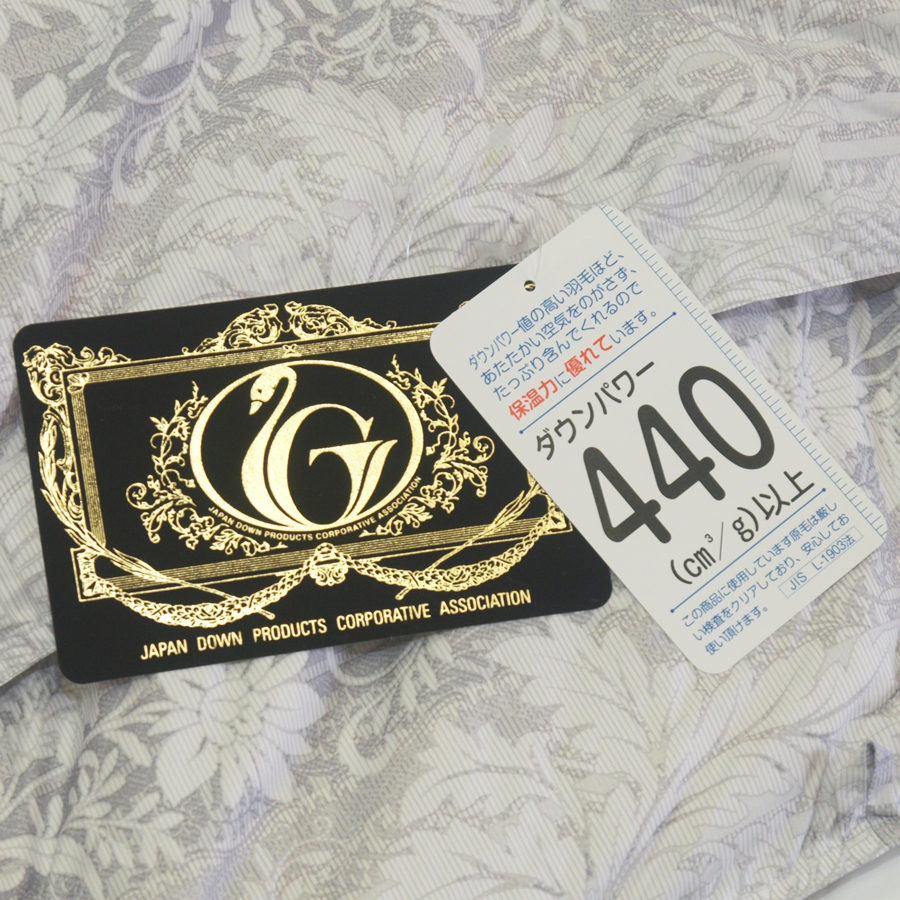 G
JAPAN DOWN PRODUCTS CORPORATIVE ASSOCIATION
JAPAN DOWN PRODUCTS CORPORATIVE ASSOCIATION
ダウンパワー値の高い羽毛ほど、
あたたかい空気をのがさず、
たっぷり含んでくれるので
保温力に優れています。
ダウンパワー
440
(cm³/g)以上
この商品に使用しています原毛は厳し
い検査をクリアしており、安心してお
使い頂けます。
JIS L-1903法